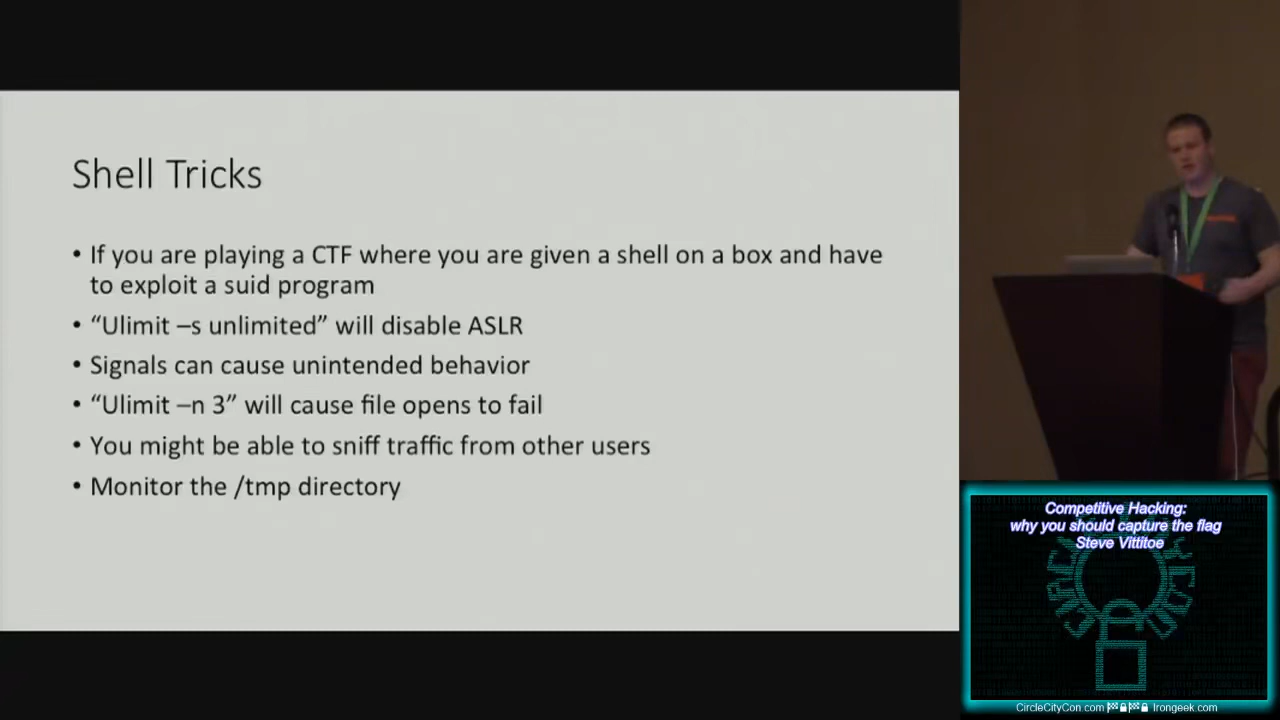 Shell Tricks
• If you are playing a CTF where you are given a shell on a box and have
to exploit a suid program
• “Ulimit –s unlimited” will disable ASLR
• Signals can cause unintended behavior
• “Ulimit –n 3” will cause file opens to fail
• You might be able to sniff traffic from other users
• Monitor the /tmp directory
Competitive Hacking:
why you should capture the flag
Steve Vittitoe
CircleCityCon.com Irongeek.com